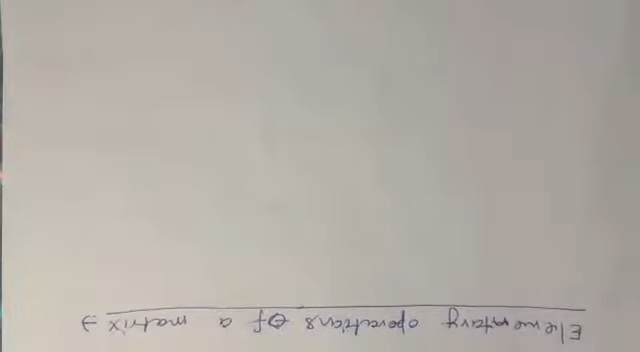 Elementary operations of a matrix →